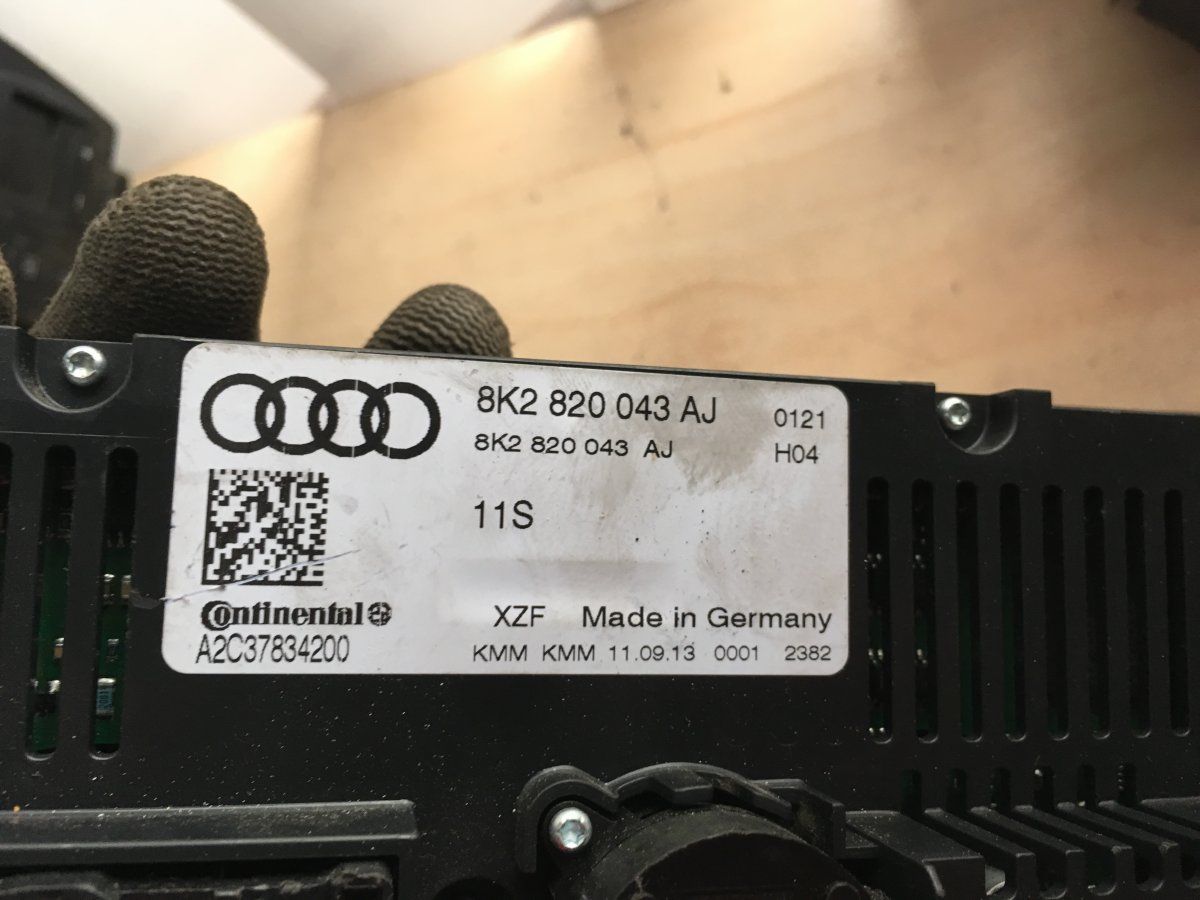 8K2 820 043 AJ 0121
8K2 820 043 AJ H04
11S
Continental
XZF Made in Germany
A2C37834200
KMM KMM 11.09.13 0001 2382